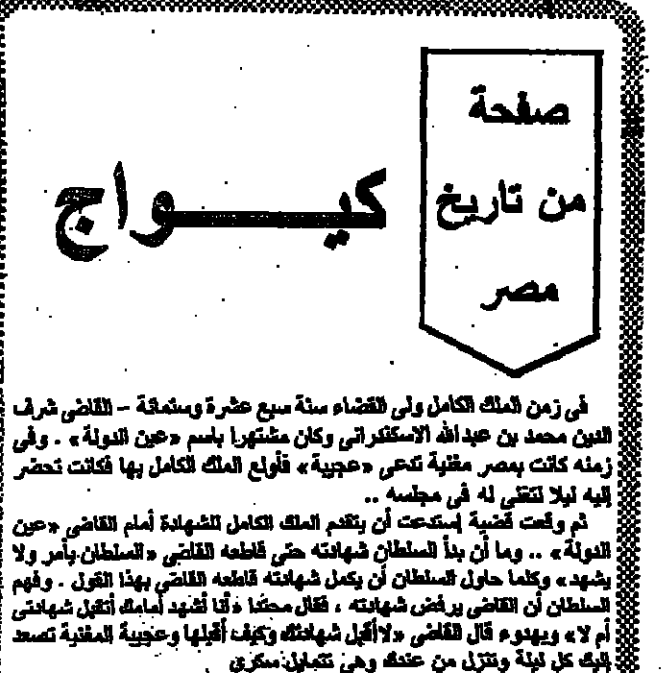 صفحة
من تاريخ
مصر
كيـــواج
فى زمن الملك الكامل ولى القضاء سنة سبع عشرة وستمائة – القاضى شرف
الدين محمد بن عبدالله الاسكندرانى وكان مشتهرا باسم «عين الدولة» . وفى
زمنه كانت بمصر مغنية تدعى «عجيبة» فأولع الملك الكامل بها فكانت تحضر
إليه ليلا لتغنى له فى مجلسه ..
ثم وقعت قضية إستدعت أن يتقدم الملك الكامل للشهادة أمام القاضى «عين
الدولة» .. وما أن بدأ السلطان شهادته حتى قاطعه القاضى «السلطان يأمر ولا
يشهد» وكلما حاول السلطان أن يكمل شهادته قاطعه القاضى بهذا القول . وفهم
السلطان أن القاضى يرفض شهادته ، فقال محتدا «أنا أشهد أمامك أتقبل شهادتى
أم لا» وبهدوء قال القاضى «لا أقبل شهادتك وكيف أقبلها وعجيبة المغنية تصعد
إليك كل ليلة وتنزل من عندك وهى تتمايل سكرى